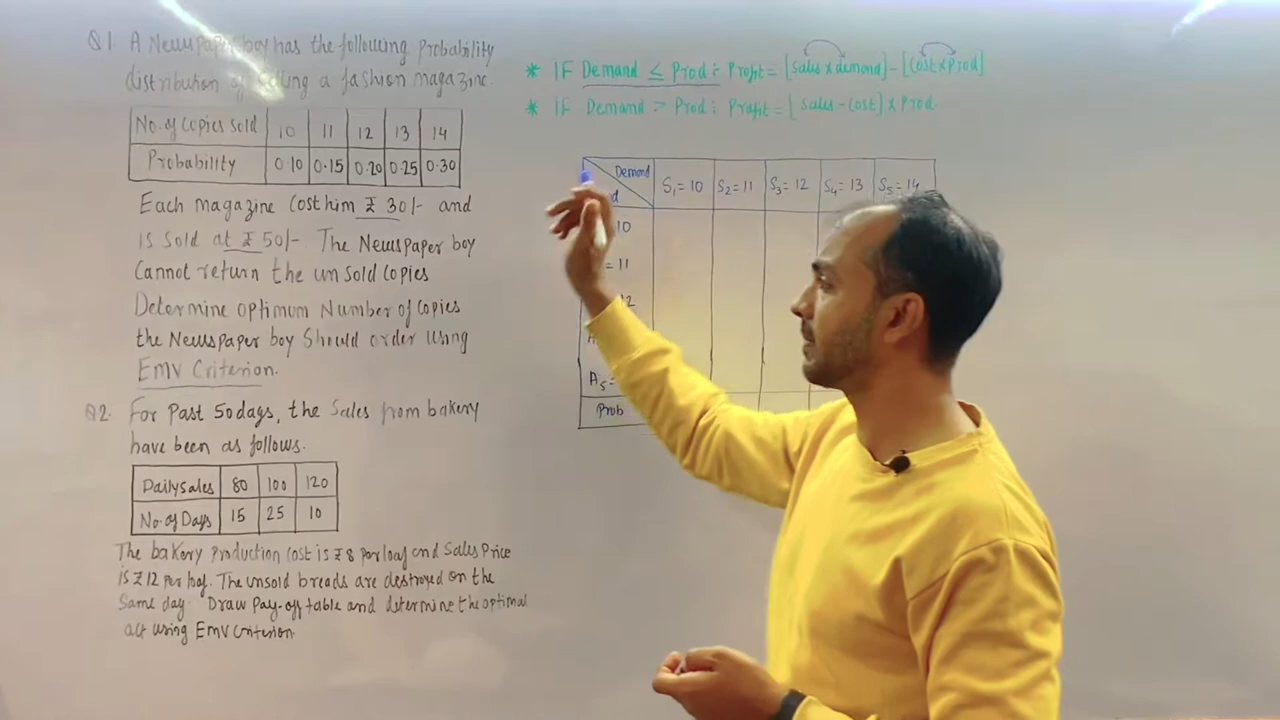 Q1. A Newspaper boy has the following Probability
distribution of selling a fashion magazine.
No. of Copies Sold 10 11 12 13 14
Probability 0.10 0.15 0.20 0.25 0.30
Each magazine Cost him ₹ 30/- and
is Sold at ₹ 50/- The Newspaper boy
Cannot return the unsold Copies
Determine optimum Number of Copies
the Newspaper boy Should order Using
EMV Criterion.
Q2. For Past 50 days, the Sales from bakery
have been as follows.
Daily Sales 80 100 120
No. of Days 15 25 10
The bakery Production Cost is ₹ 8 Per loaf and Sales Price
is ₹ 12 Per loaf. The unsold breads are destroyed on the
Same day. Draw Pay-off table and determine the optimal
act using EMV Criterion.
* IF Demand ≤ Prod : Profit = [Sales x demand] - [Cost x Prod]
* IF Demand > Prod : Profit = [Sales - Cost] x Prod.
Demand S₁ = 10 S₂ = 11 S₃ = 12 S₄ = 13 S₅ = 14
d
10
= 11
12
A₅ =
Prob